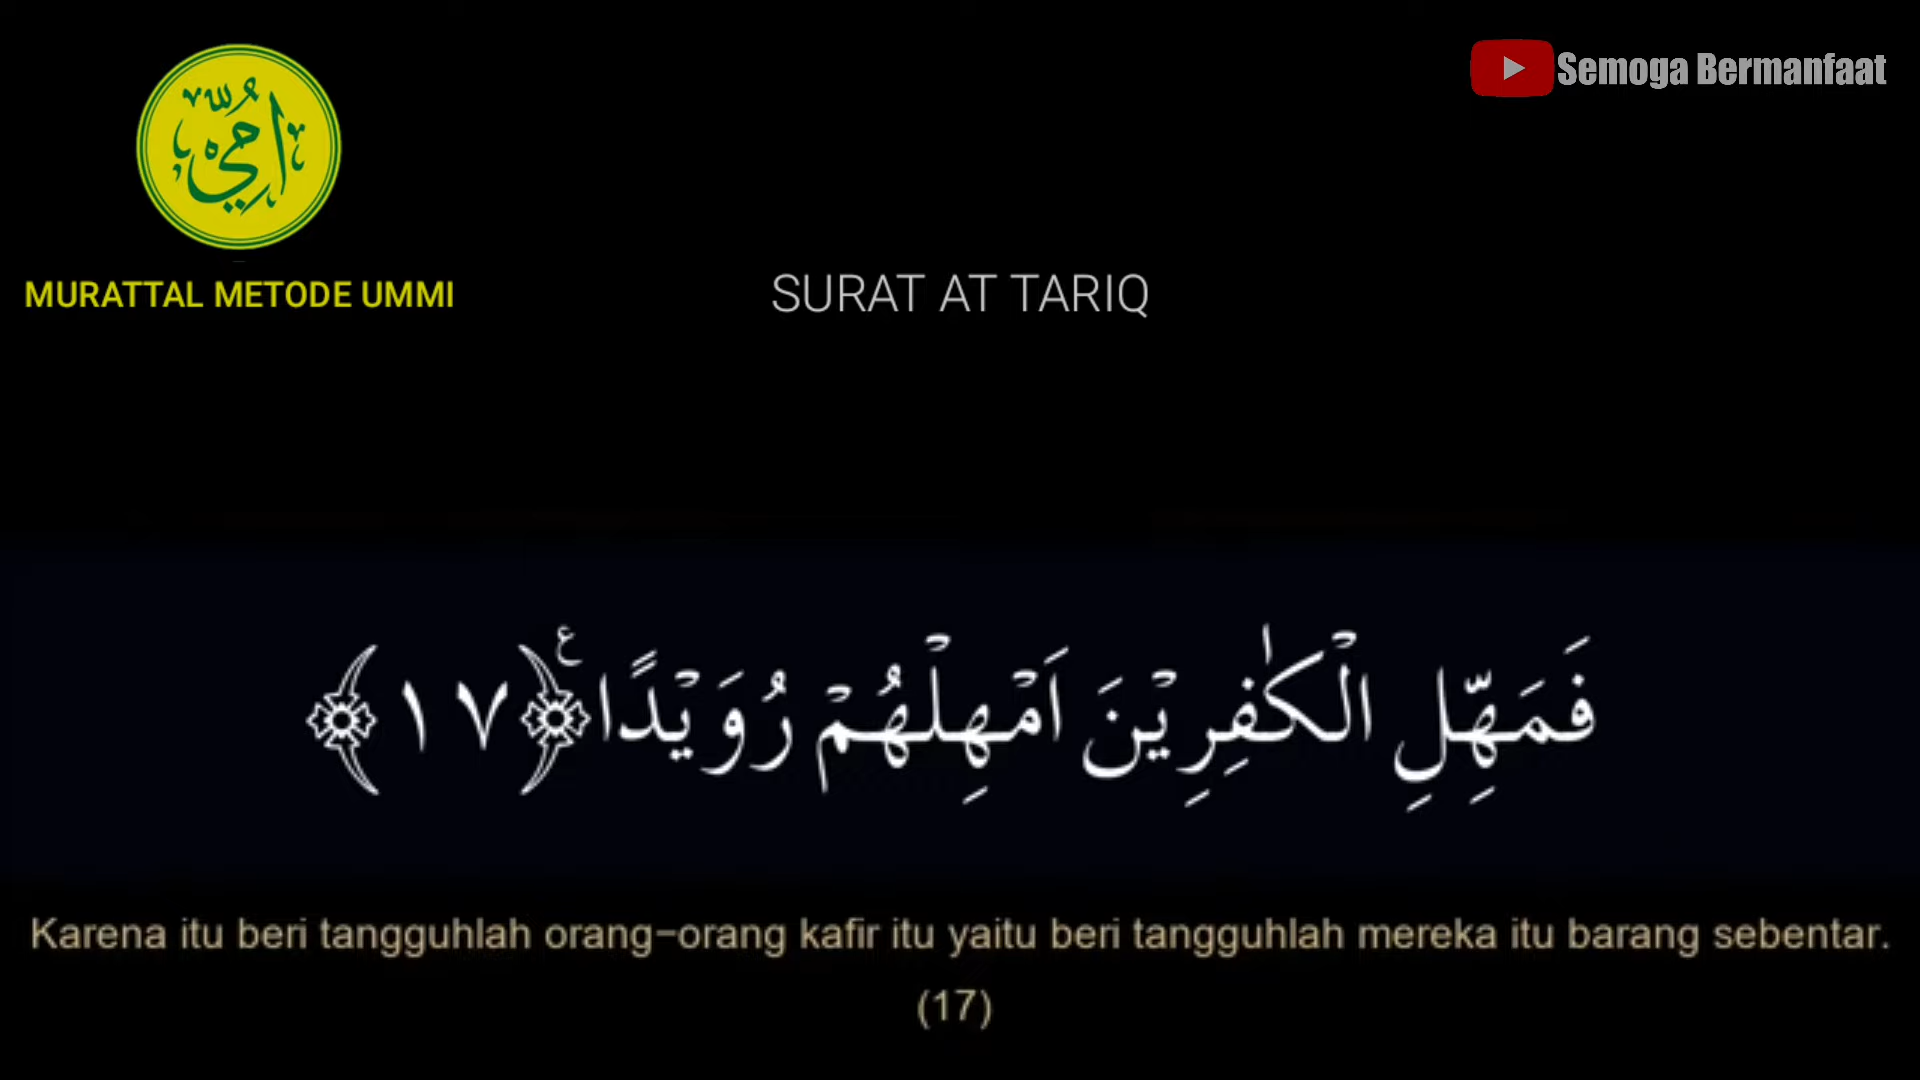 امي
Semoga Bermanfaat
MURATTAL METODE UMMI
SURAT AT TARIQ
فَمَهِّلِ الْكٰفِرِيْنَ اَمْهِلْهُمْ رُوَيْدًا ࣖ ﴿١٧﴾
Karena itu beri tangguhlah orang-orang kafir itu yaitu beri tangguhlah mereka itu barang sebentar.
(17)